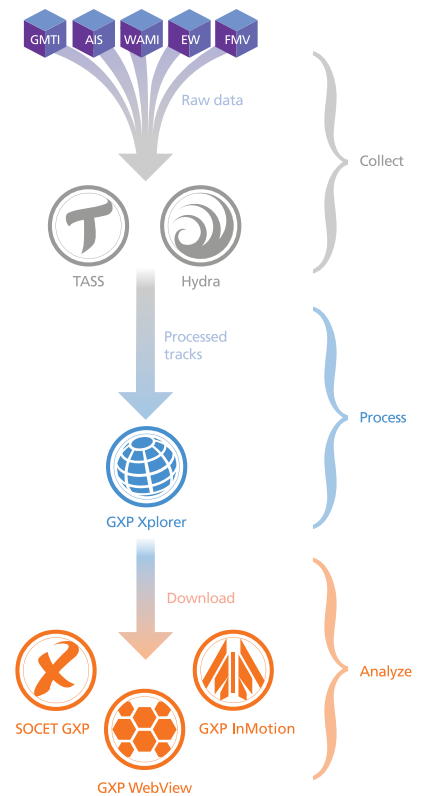 GMTI
AIS
WAMI
EW
FMV
Raw data
Collect
TASS
Hydra
Processed
tracks
Process
GXP Xplorer
Download
Analyze
SOCET GXP
GXP InMotion
GXP WebView